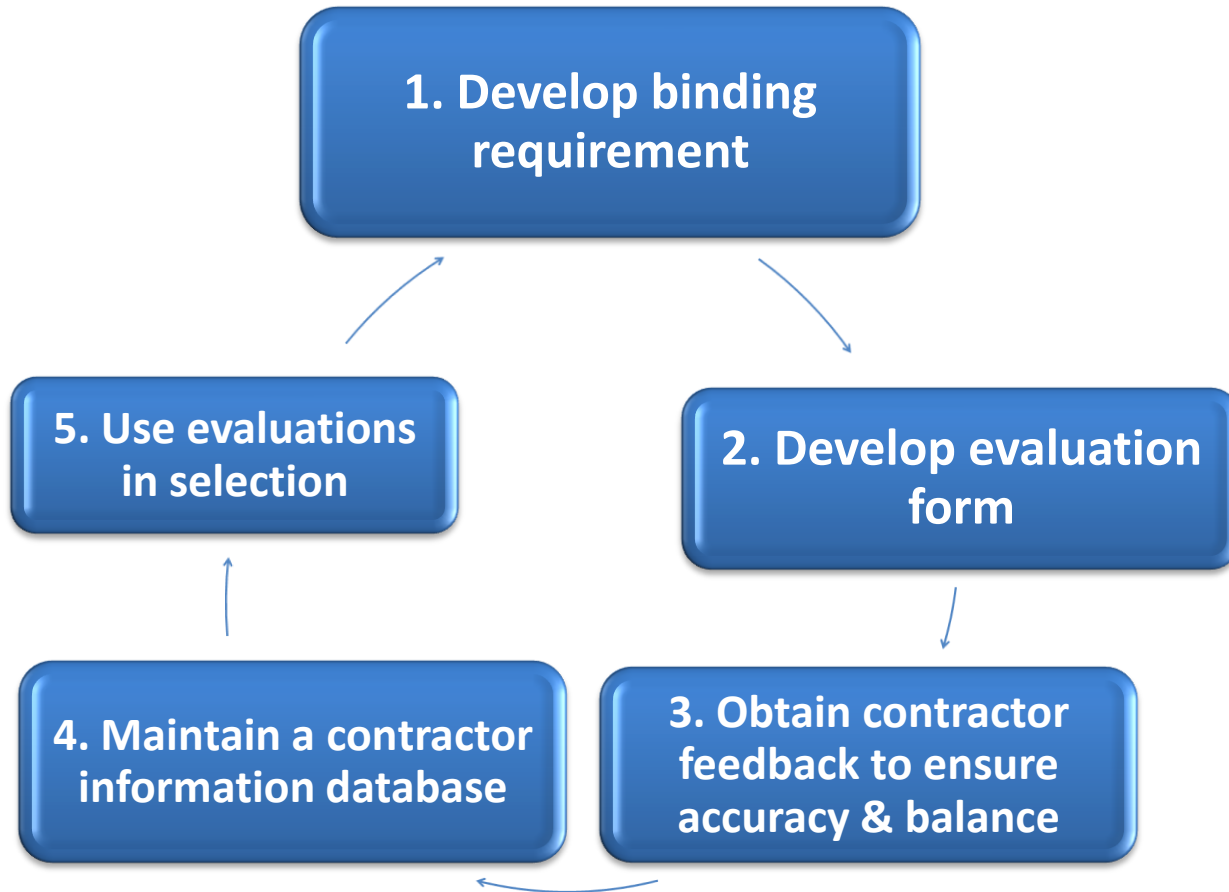 1. Develop binding
requirement
2. Develop evaluation
form
3. Obtain contractor
feedback to ensure
accuracy & balance
4. Maintain a contractor
information database
5. Use evaluations
in selection